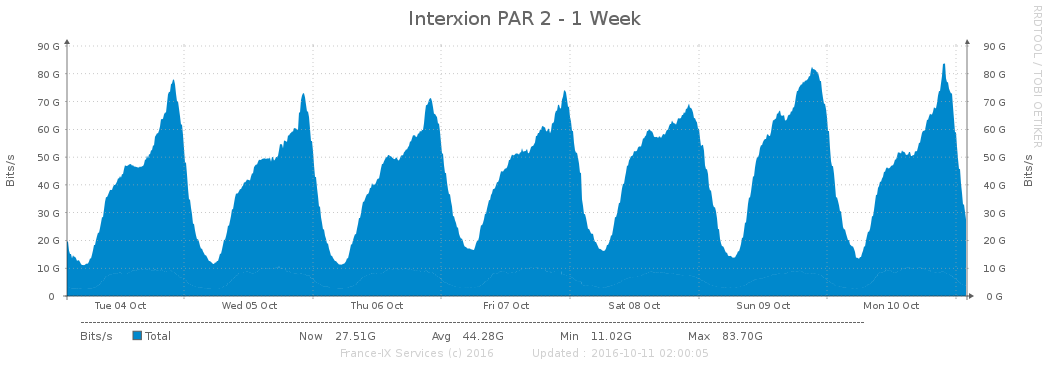 Interxion PAR 2 - 1 Week
RRDTOOL / TOBI OETIKER
Bits/s
90 G 90 G
80 G 80 G
70 G 70 G
60 G 60 G
50 G 50 G
40 G 40 G
30 G 30 G
20 G 20 G
10 G 10 G
0 0 G
Bits/s
Tue 04 Oct Wed 05 Oct Thu 06 Oct Fri 07 Oct Sat 08 Oct Sun 09 Oct Mon 10 Oct
Bits/s Total Now 27.51G Avg 44.28G Min 11.02G Max 83.70G
France-IX Services (c) 2016 Updated : 2016-10-11 02:00:05